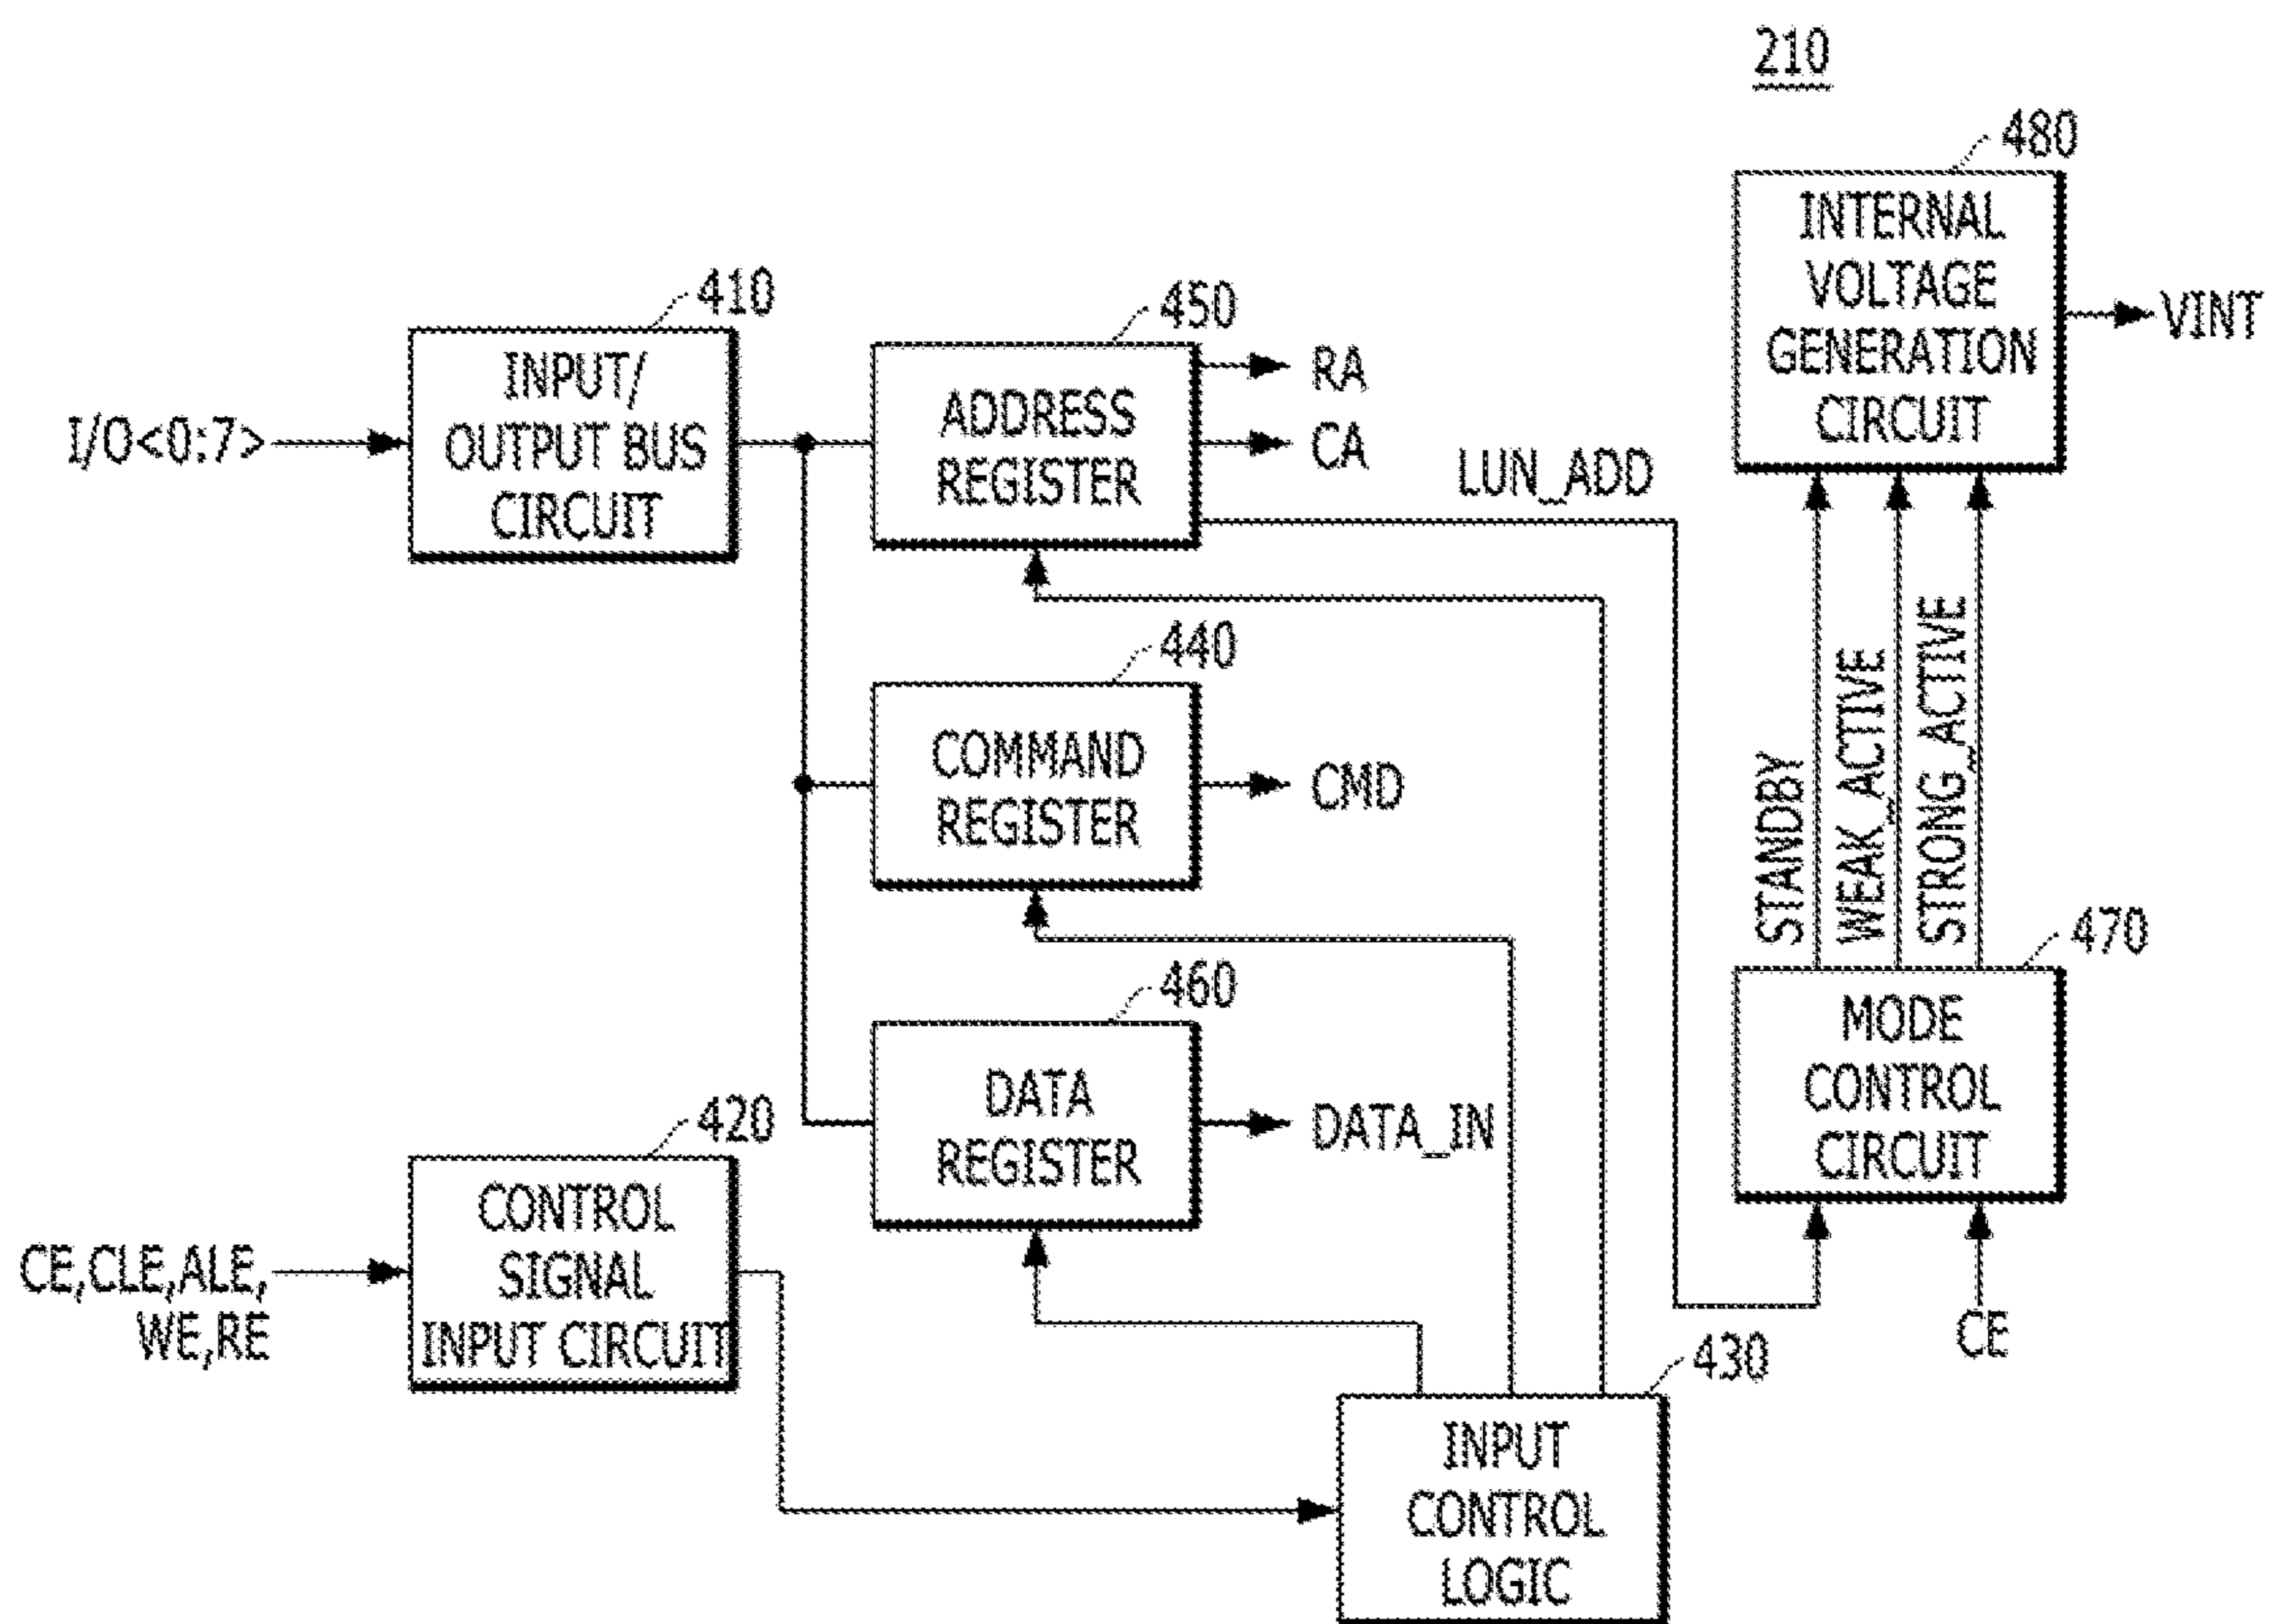 210
480
INTERNAL
VOLTAGE
GENERATION
CIRCUIT
VINT
410
INPUT/
OUTPUT BUS
CIRCUIT
I/O<0:7>
450
ADDRESS
REGISTER
RA
CA
LUN_ADD
440
COMMAND
REGISTER
CMD
STANDBY
WEAK_ACTIVE
STRONG_ACTIVE
460
DATA
REGISTER
DATA_IN
470
MODE
CONTROL
CIRCUIT
CE
420
CONTROL
SIGNAL
INPUT CIRCUIT
CE,CLE,ALE,
WE,RE
430
INPUT
CONTROL
LOGIC